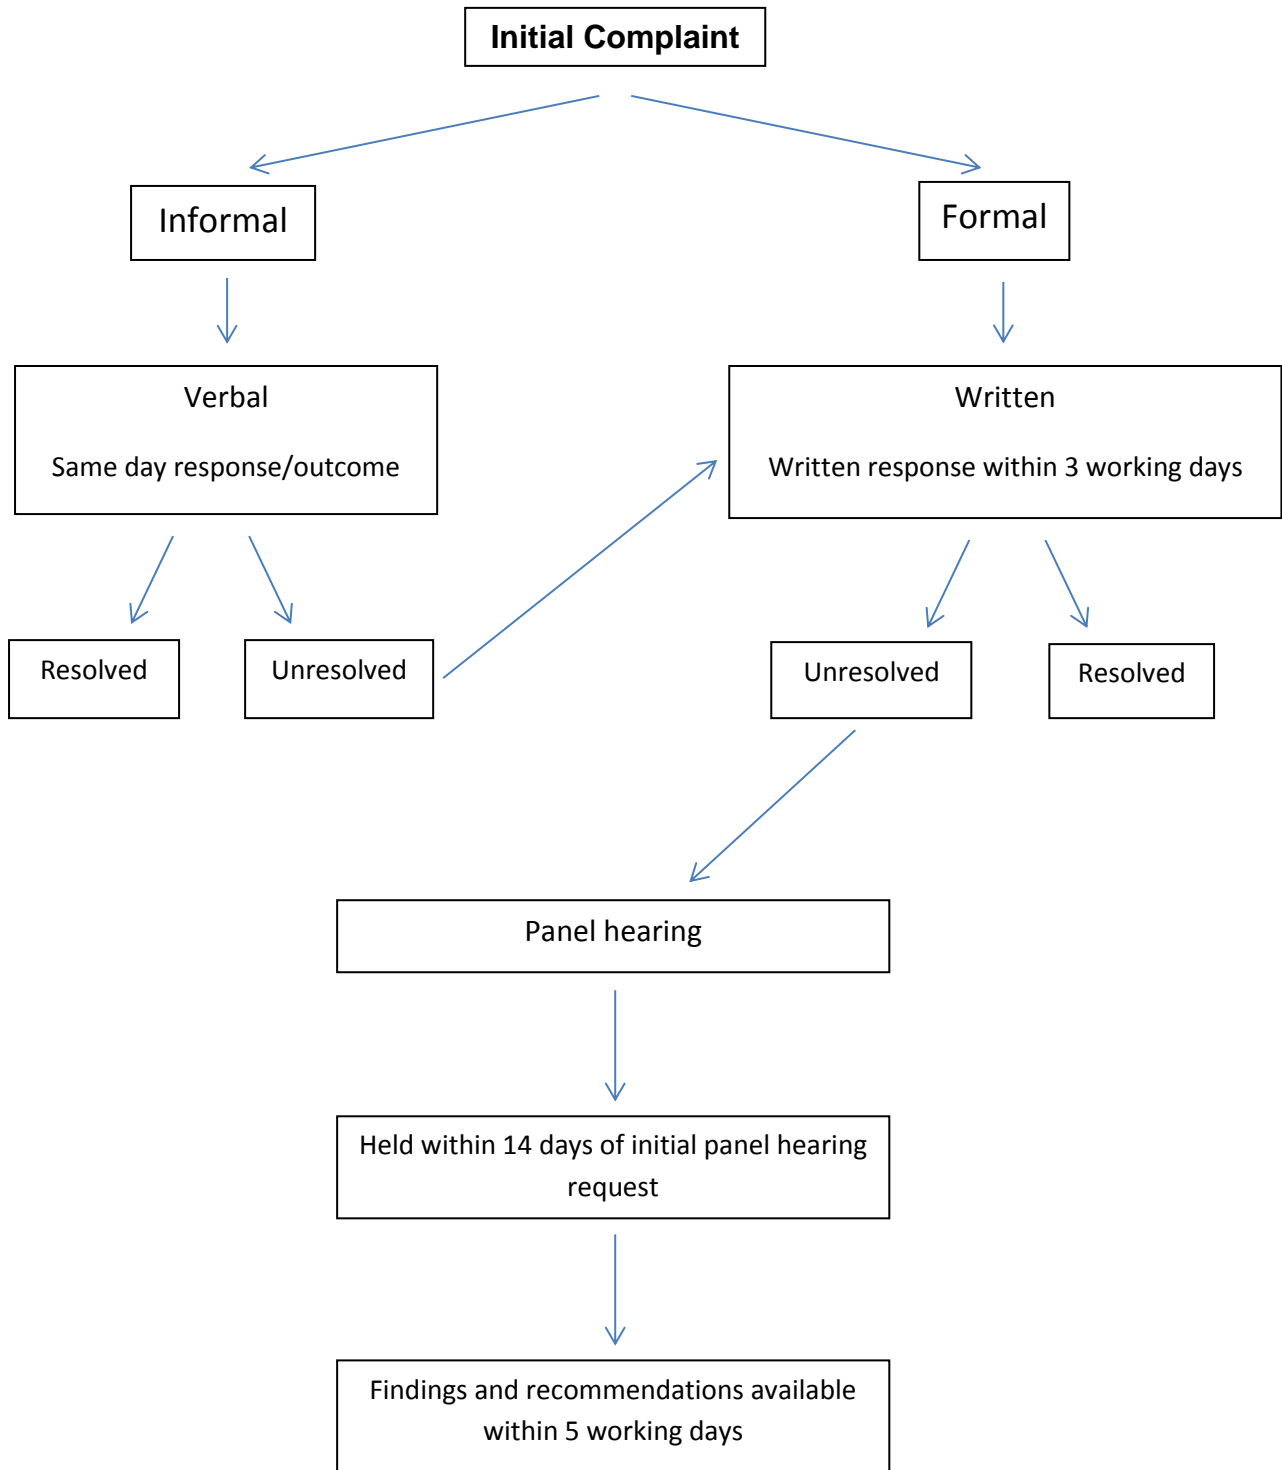 Initial Complaint
Informal
Formal
Verbal
Same day response/outcome
Written
Written response within 3 working days
Resolved
Unresolved
Unresolved
Resolved
Panel hearing
Held within 14 days of initial panel hearing
request
Findings and recommendations available
within 5 working days